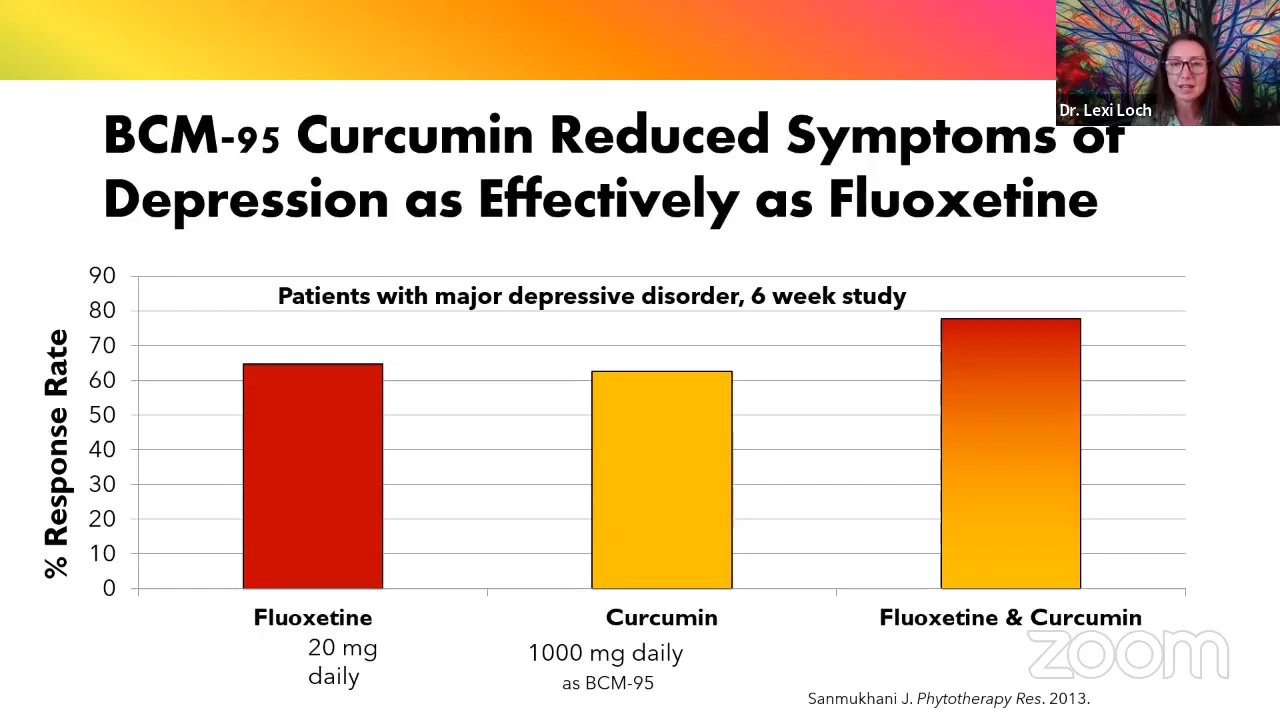 Dr. Lexi Loch
BCM-95 Curcumin Reduced Symptoms of
Depression as Effectively as Fluoxetine
Patients with major depressive disorder, 6 week study
% Response Rate
90
80
70
60
50
40
30
20
10
0
Fluoxetine
20 mg
daily
Curcumin
1000 mg daily
as BCM-95
Fluoxetine & Curcumin
zoom
Sanmukhani J. Phytotherapy Res. 2013.